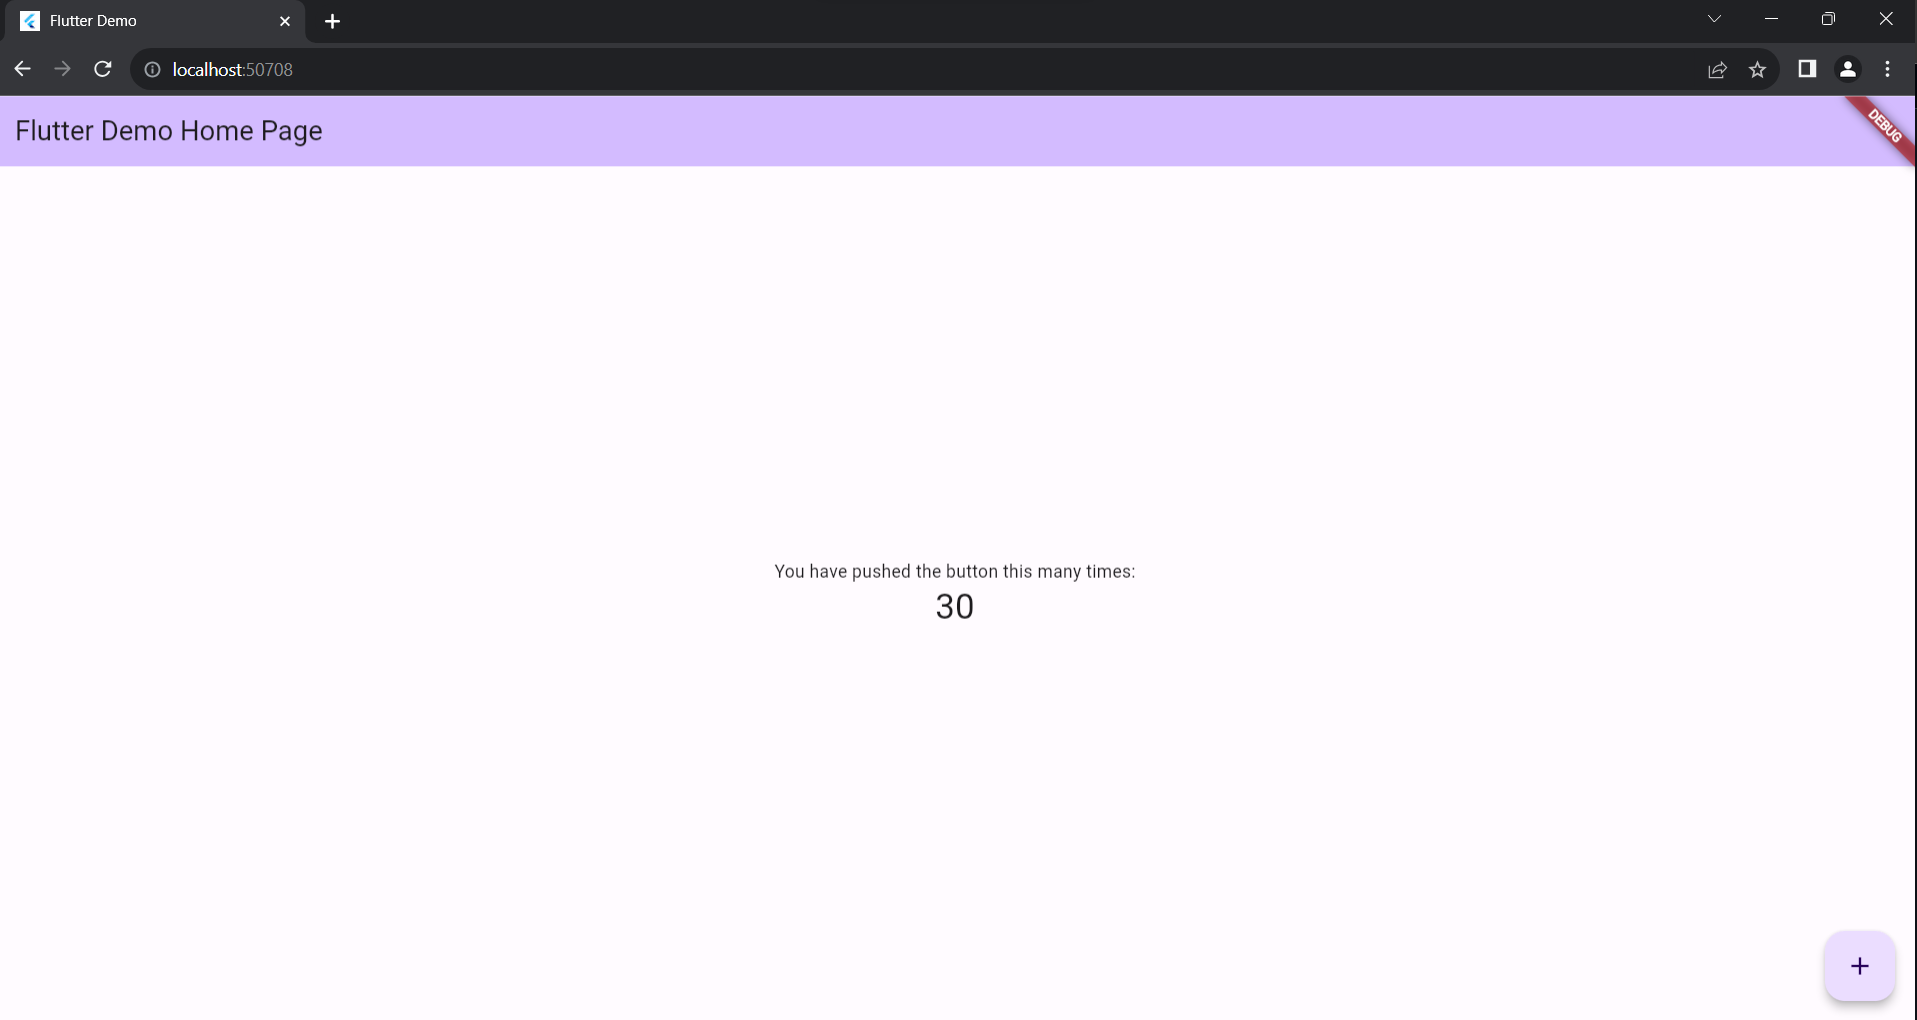 Flutter Demo
localhost:50708
Flutter Demo Home Page
DEBUG
You have pushed the button this many times:
30